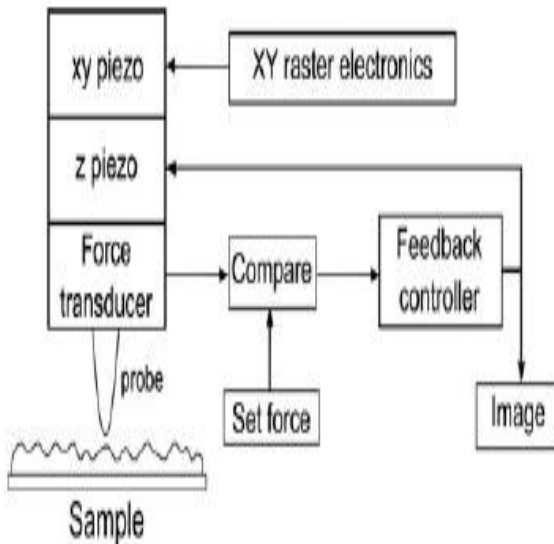 xy piezo
XY raster electronics
z piezo
Force
transducer
Compare
Feedback
controller
probe
Set force
Image
Sample